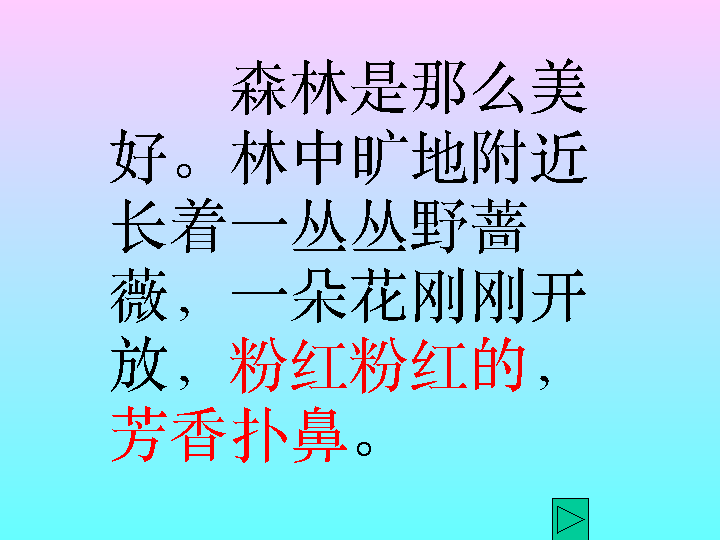 森林是那么美
好。林中旷地附近
长着一丛丛野蔷
薇，一朵花刚刚开
放，粉红粉红的，
芳香扑鼻。